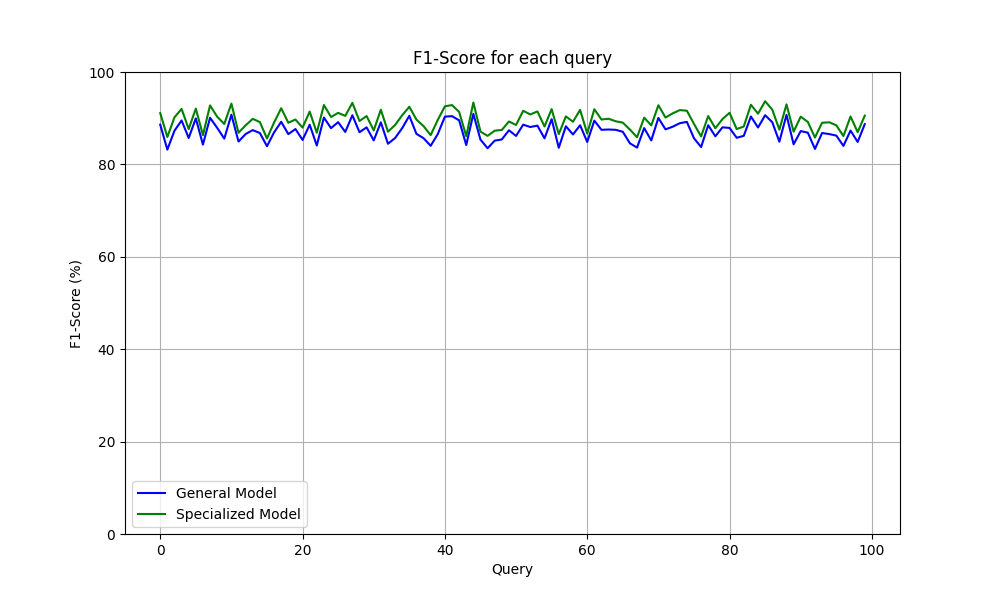 F1-Score for each query
100
80
60
40
20
0
F1-Score (%)
General Model
Specialized Model
0 20 40 60 80 100
Query